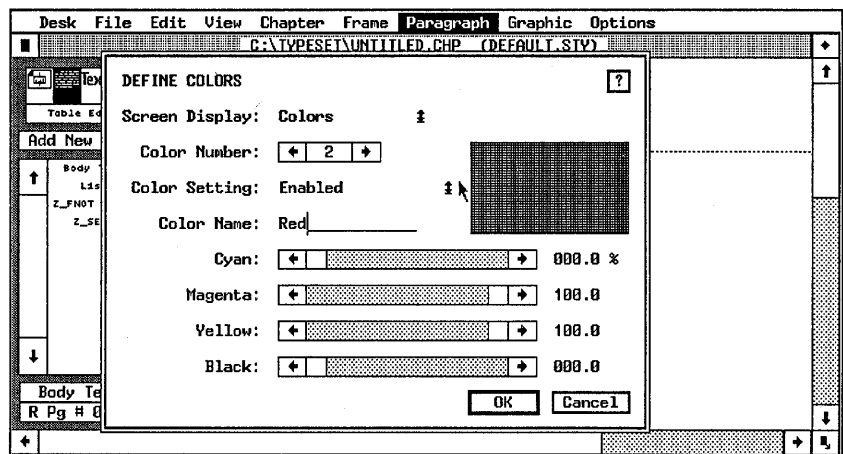 Desk File Edit View Chapter Frame Paragraph Graphic Options
C:\TYPESET\UNTITLED.CHP (DEFAULT.STY)
Tex
Table Ed
Add New
Body T
Lis
Z_FNOT
Z_SE
Body Te
R Pg # 0
DEFINE COLORS ?
Screen Display: Colors
Color Number: 2
Color Setting: Enabled
Color Name: Red
Cyan: 000.0 %
Magenta: 100.0
Yellow: 100.0
Black: 000.0
OK Cancel